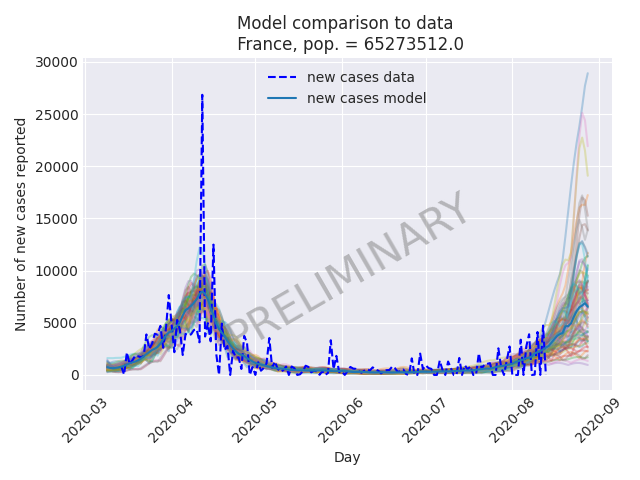 Model comparison to data
France, pop. = 65273512.0
new cases data
new cases model
30000
25000
20000
15000
10000
5000
0
Number of new cases reported
PRELIMINARY
2020-03
2020-04
2020-05
2020-06
2020-07
2020-08
2020-09
Day